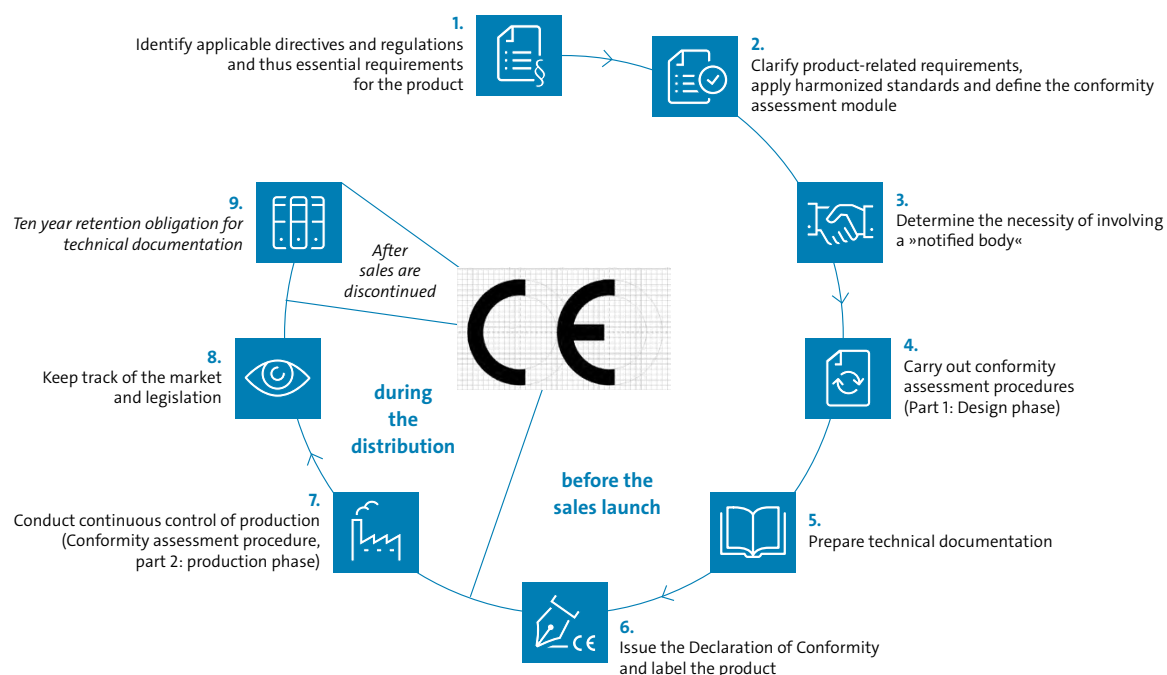 1.
Identify applicable directives and regulations
and thus essential requirements
for the product
2.
Clarify product-related requirements,
apply harmonized standards and define the conformity
assessment module
3.
Determine the necessity of involving
a »notified body«
4.
Carry out conformity
assessment procedures
(Part 1: Design phase)
5.
Prepare technical documentation
6.
Issue the Declaration of Conformity
and label the product
7.
Conduct continuous control of production
(Conformity assessment procedure,
part 2: production phase)
8.
Keep track of the market
and legislation
9.
Ten year retention obligation for
technical documentation
After
sales are
discontinued
CE
during
the
distribution
before the
sales launch
§
CE